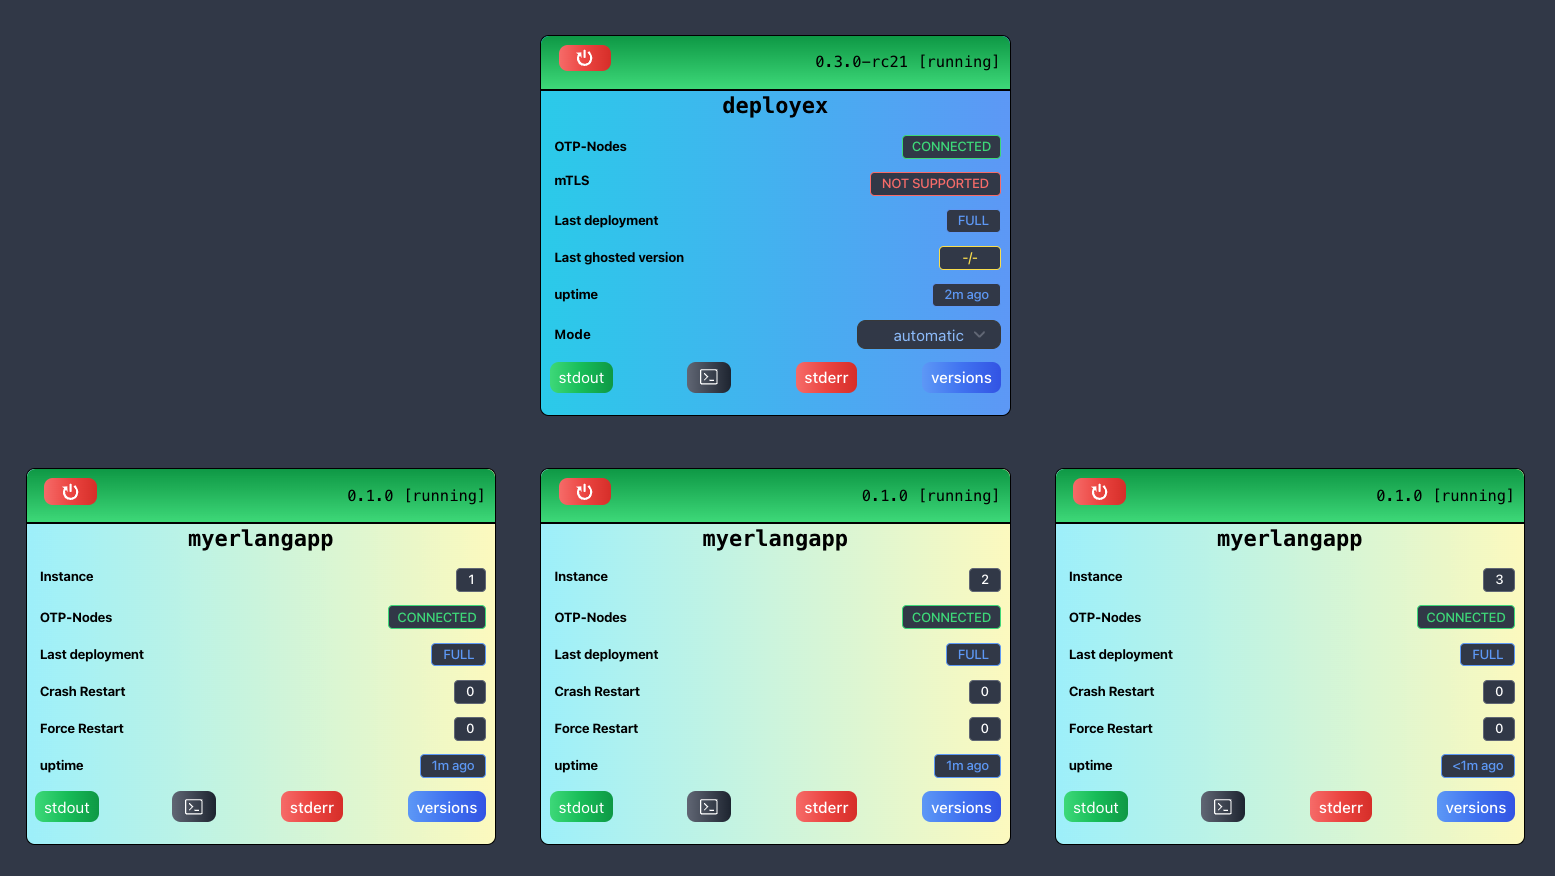 0.3.0-rc21 [running]
deployex
OTP-Nodes CONNECTED
mTLS NOT SUPPORTED
Last deployment FULL
Last ghosted version -/-
uptime 2m ago
Mode automatic
stdout stderr versions
0.1.0 [running]
myerlangapp
Instance 1
OTP-Nodes CONNECTED
Last deployment FULL
Crash Restart 0
Force Restart 0
uptime 1m ago
stdout stderr versions
0.1.0 [running]
myerlangapp
Instance 2
OTP-Nodes CONNECTED
Last deployment FULL
Crash Restart 0
Force Restart 0
uptime 1m ago
stdout stderr versions
0.1.0 [running]
myerlangapp
Instance 3
OTP-Nodes CONNECTED
Last deployment FULL
Crash Restart 0
Force Restart 0
uptime <1m ago
stdout stderr versions